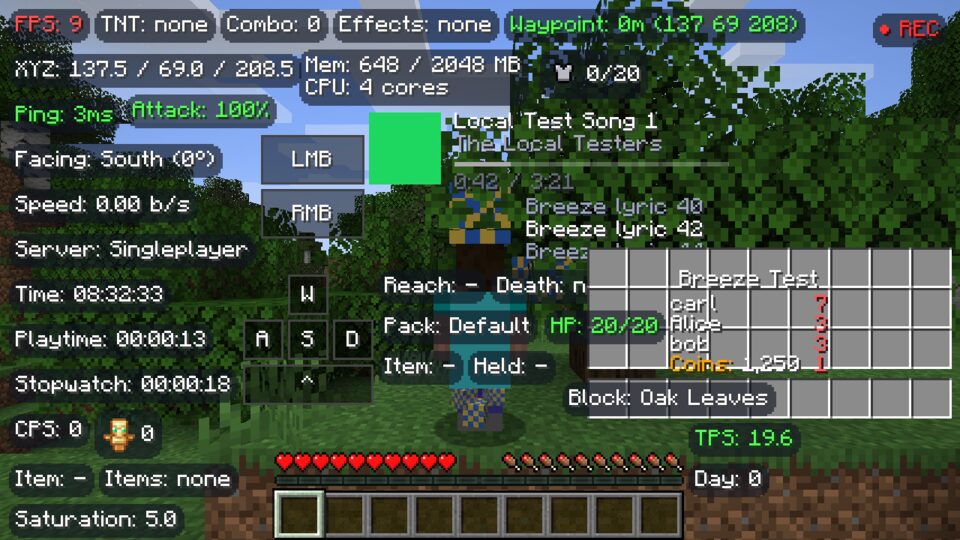 FPS: 9 TNT: none Combo: 0 Effects: none Waypoint: 0m (137 69 208) REC
XYZ: 137.5 / 69.0 / 208.5 Mem: 648 / 2048 MB 0/20
CPU: 4 cores
Ping: 3ms Attack: 100%
Local Test Song 1
The Local Testers
Facing: South (0°) LMB
0:42 / 3:21
Speed: 0.00 b/s RMB Breeze lyric 40
Breeze lyric 42
Server: Singleplayer Breeze
Breeze Test
Reach: - Death:
Time: 08:32:33 W
carl 7
Alice 3
Pack: Default HP: 20/20
Playtime: 00:00:13 A S D
bob 3
Coins: 1,250 1
Item: - Held: -
Stopwatch: 00:00:18 ^
Block: Oak Leaves
CPS: 0 0
TPS: 19.6
Item: - Items: none Day: 0
Saturation: 5.0